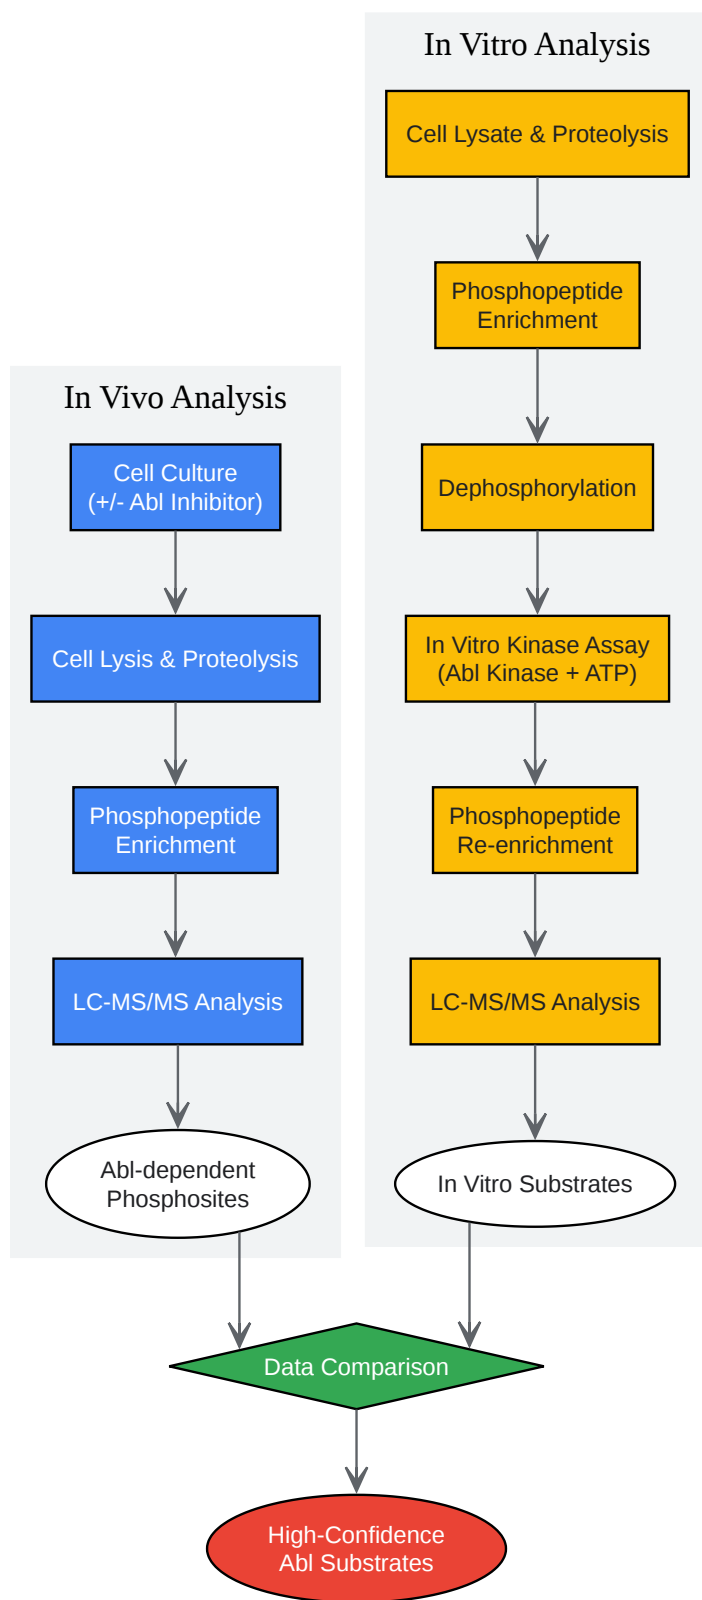 In Vitro Analysis
Cell Lysate & Proteolysis
Phosphopeptide
Enrichment
Dephosphorylation
In Vitro Kinase Assay
(Abl Kinase + ATP)
Phosphopeptide
Re-enrichment
LC-MS/MS Analysis
In Vitro Substrates
In Vivo Analysis
Cell Culture
(+/- Abl Inhibitor)
Cell Lysis & Proteolysis
Phosphopeptide
Enrichment
LC-MS/MS Analysis
Abl-dependent
Phosphosites
Data Comparison
High-Confidence
Abl Substrates